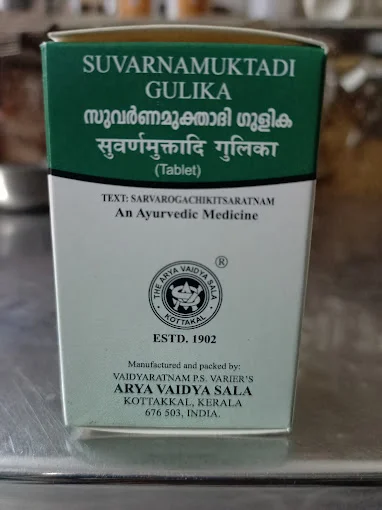 SUVARNAMUKTADI
GULIKA
സുവർണമുക്താദി ഗുളിക
सुवर्णमुक्तादि गुलिका
(Tablet)
TEXT: SARVAROGACHIKITSARATNAM
An Ayurvedic Medicine
®
THE ARYA VAIDYA SALA
KOTTAKAL
ESTD. 1902
Manufactured and packed by:
VAIDYARATNAM P.S. VARIER'S
ARYA VAIDYA SALA
KOTTAKKAL, KERALA
676 503, INDIA.